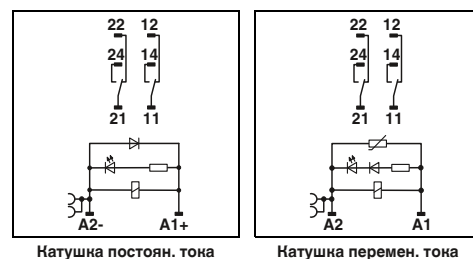 22 12 22 12
24 14 24 14
21 11 21 11
A2- A1+ A2 A1
Катушка постоян. тока Катушка перемен. тока